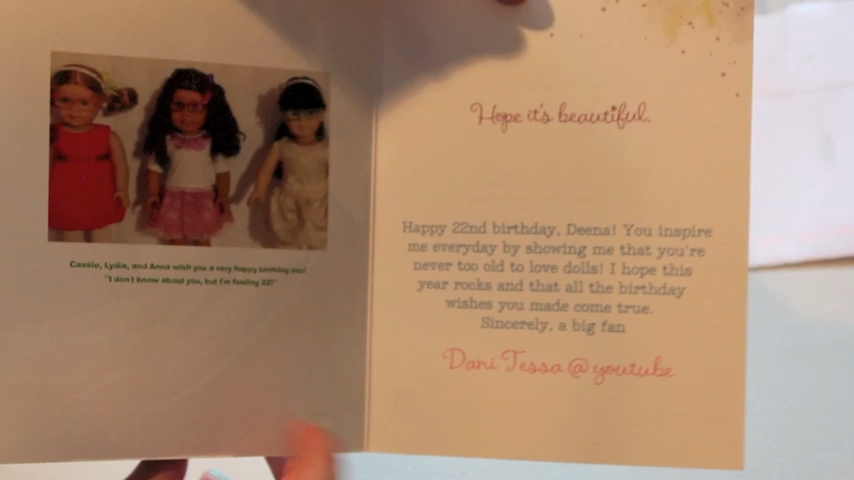 Cassie, Lydia, and Anna wish you a very happy birthday too!
"I don't know about you, but I'm feeling 22!"
Hope it's beautiful.
Happy 22nd birthday, Deena! You inspire
me everyday by showing me that you're
never too old to love dolls! I hope this
year rocks and that all the birthday
wishes you made come true.
Sincerely, a big fan
Dani Tessa @ youtube